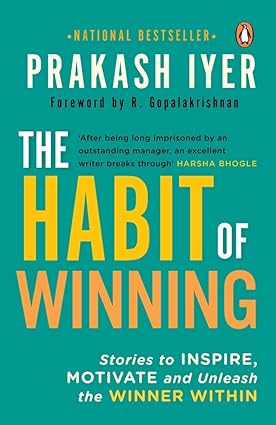 •NATIONAL BESTSELLER•
PRAKASH IYER
Foreword by R. Gopalakrishnan
THE
'After being long imprisoned by an
outstanding manager, an excellent
writer breaks through' HARSHA BHOGLE
HABIT OF
WINNING
Stories to INSPIRE,
MOTIVATE and Unleash
the WINNER WITHIN